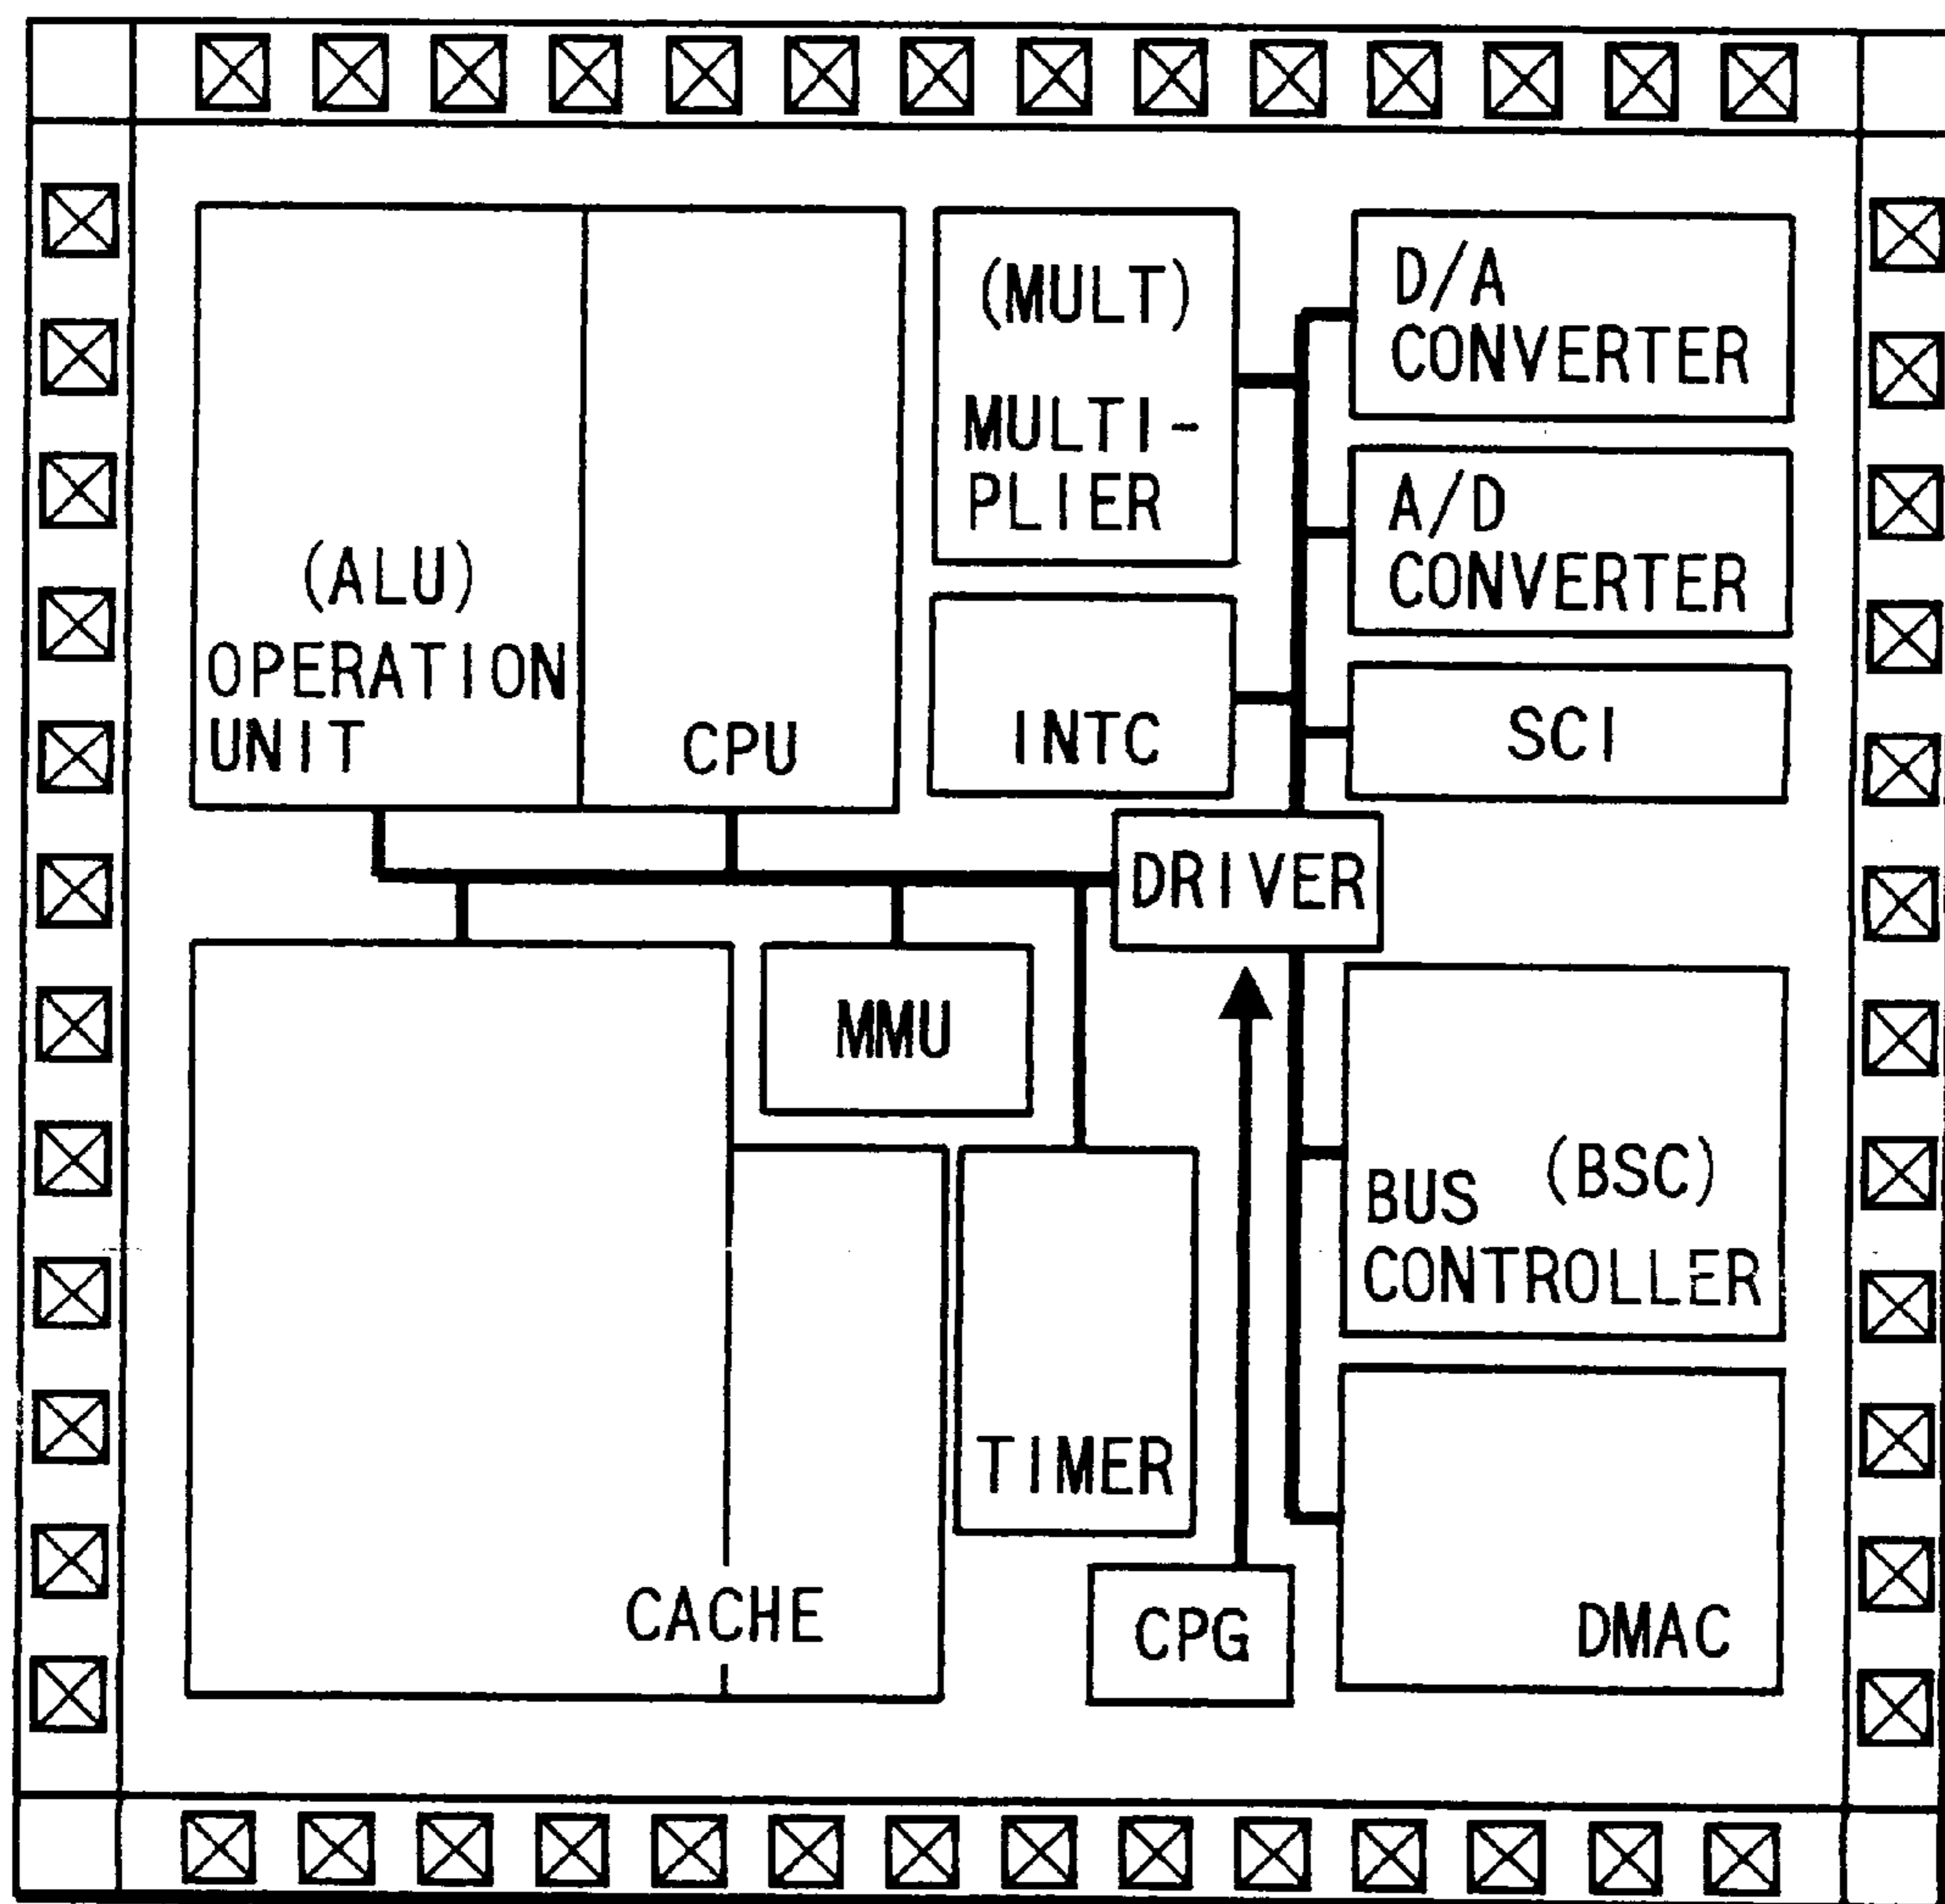 (ALU)
OPERATION
UNIT
CPU
(MULT)
MULTI-
PLIER
D/A
CONVERTER
A/D
CONVERTER
INTC
SCI
DRIVER
MMU
(BSC)
BUS
CONTROLLER
TIMER
CACHE
CPG
DMAC